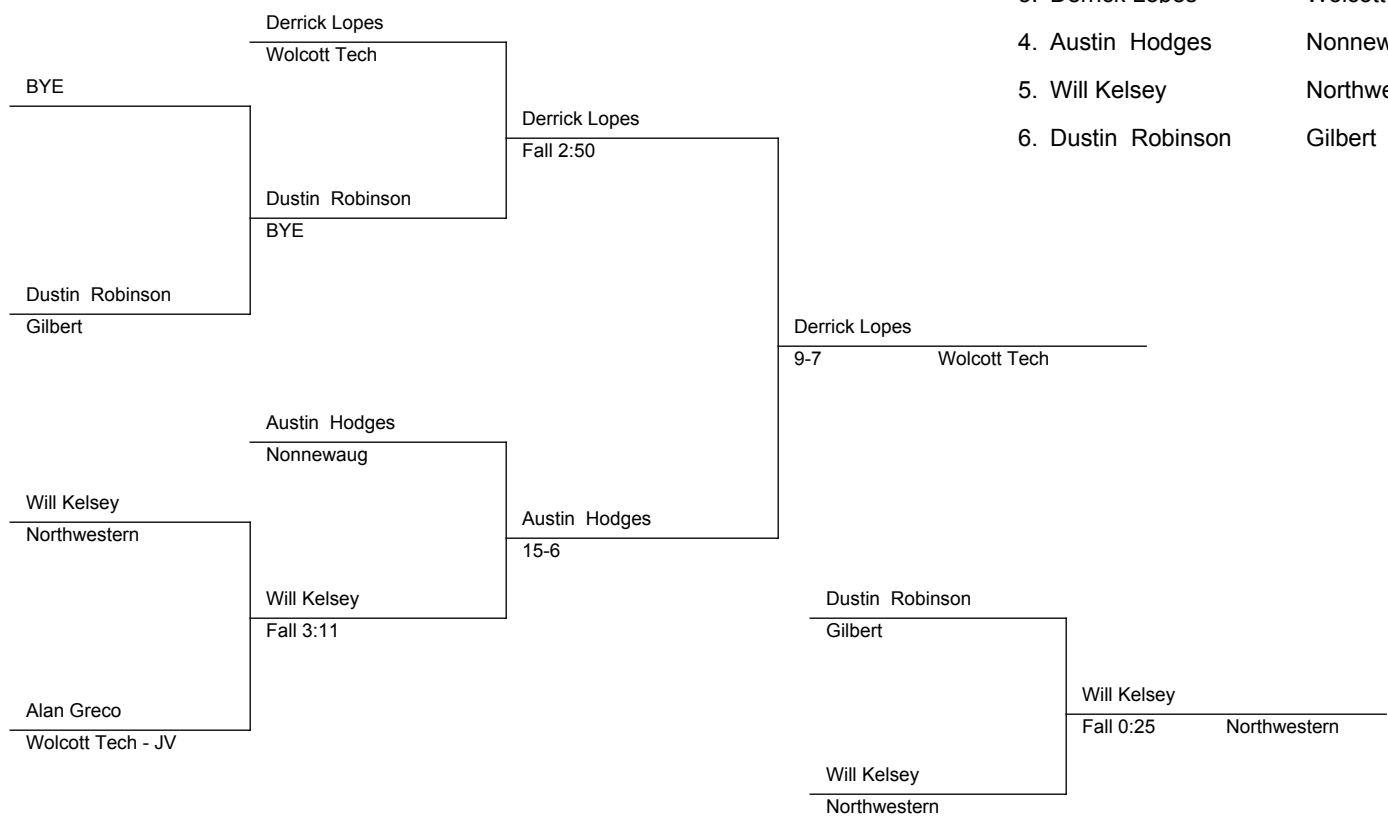 Derrick Lopes
Wolcott Tech
BYE
Derrick Lopes
Fall 2:50
Dustin Robinson
BYE
Dustin Robinson
Gilbert
Derrick Lopes
9-7 Wolcott Tech
Austin Hodges
Nonnewaug
Will Kelsey
Northwestern
Austin Hodges
15-6
Will Kelsey
Fall 3:11
Alan Greco
Wolcott Tech - JV
4. Austin Hodges Nonnew
5. Will Kelsey Northwe
6. Dustin Robinson Gilbert
Dustin Robinson
Gilbert
Will Kelsey
Fall 0:25 Northwestern
Will Kelsey
Northwestern